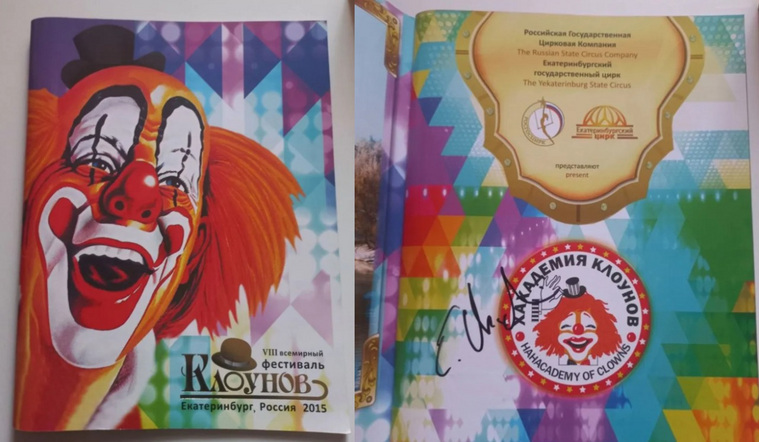 VIII всемирный
фестиваль
Клоунов
Екатеринбург, Россия 2015
Российская Государственная
Цирковая Компания
The Russian State Circus Company
Екатеринбургский
государственный цирк
The Yekaterinburg State Circus
Екатеринбургский
цирк
представляют
present
ХАКАДЕМИЯ КЛОУНОВ
HAHACADEMY OF CLOWNS